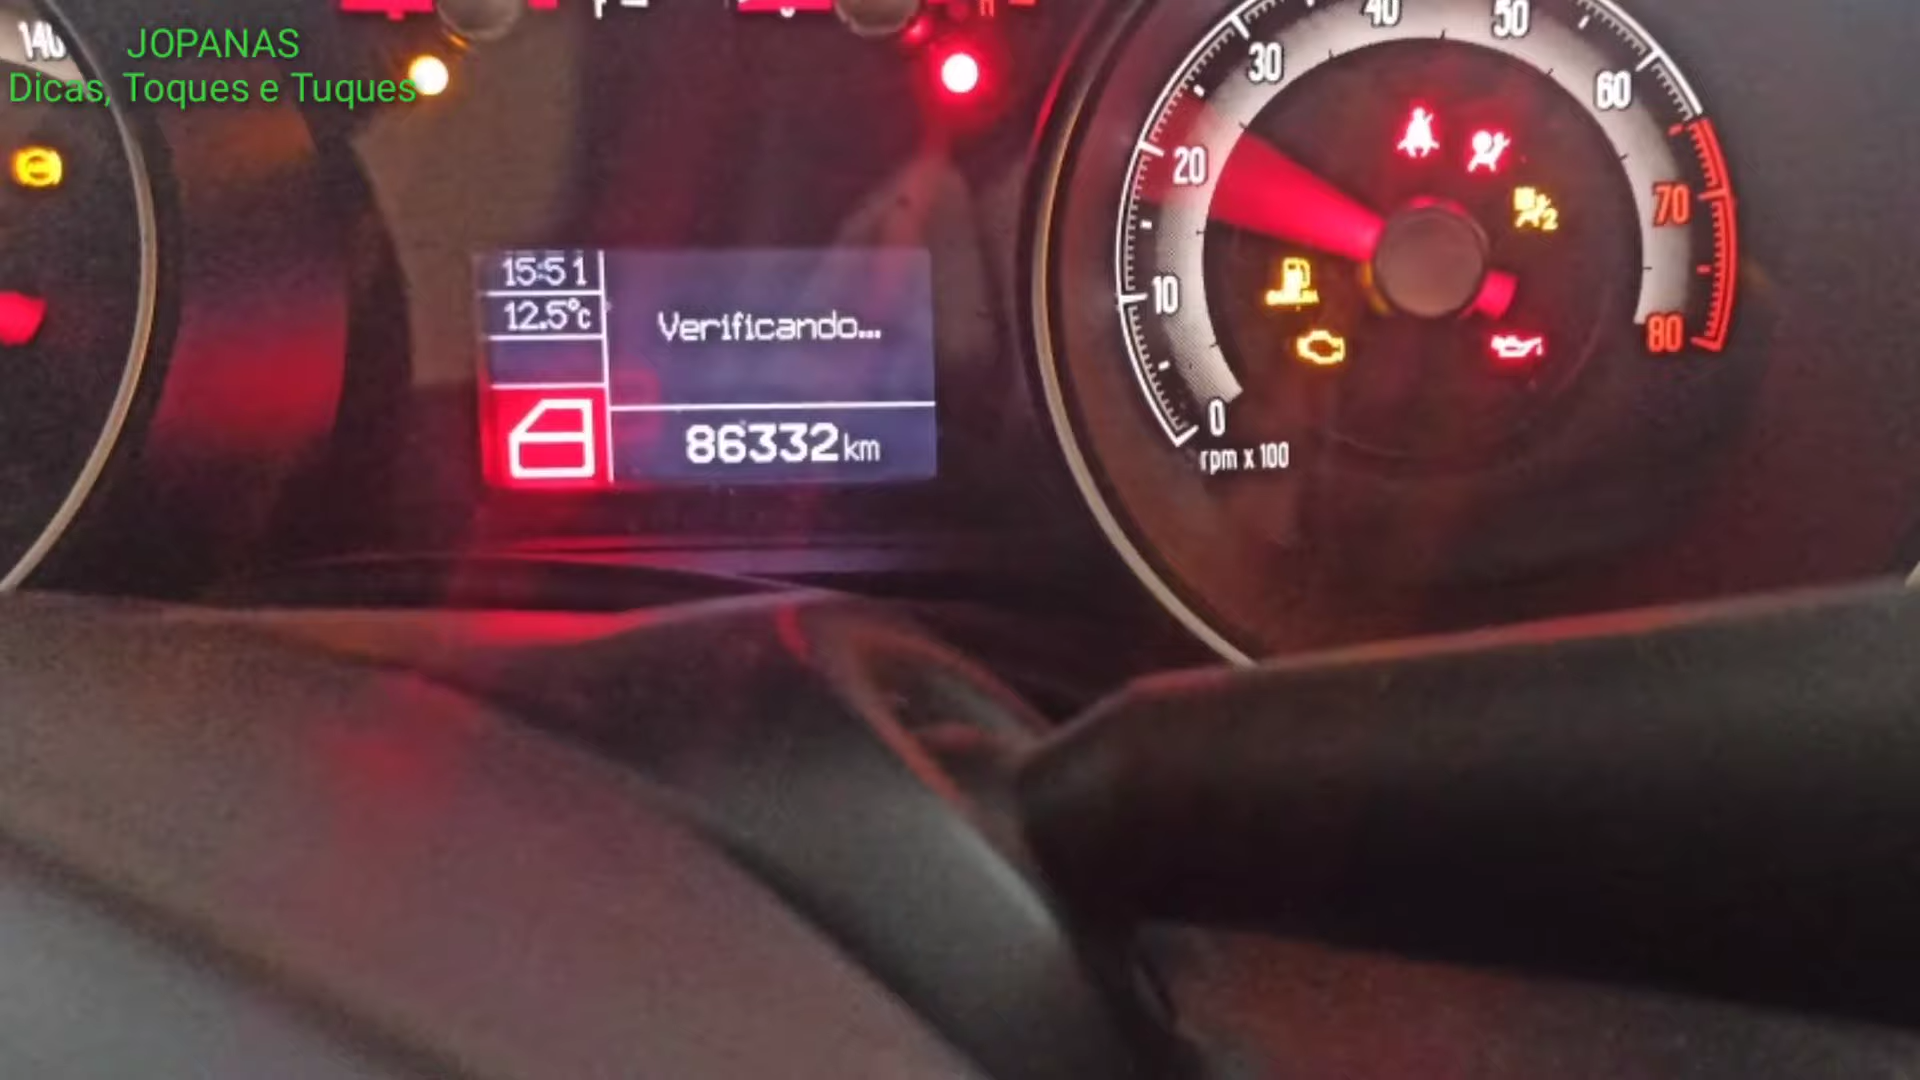 JOPANAS
Dicas, Toques e Tuques
140
15:51
12.5°c
Verificando...
86332 km
0
10
20
30
40
50
60
70
80
rpm x 100